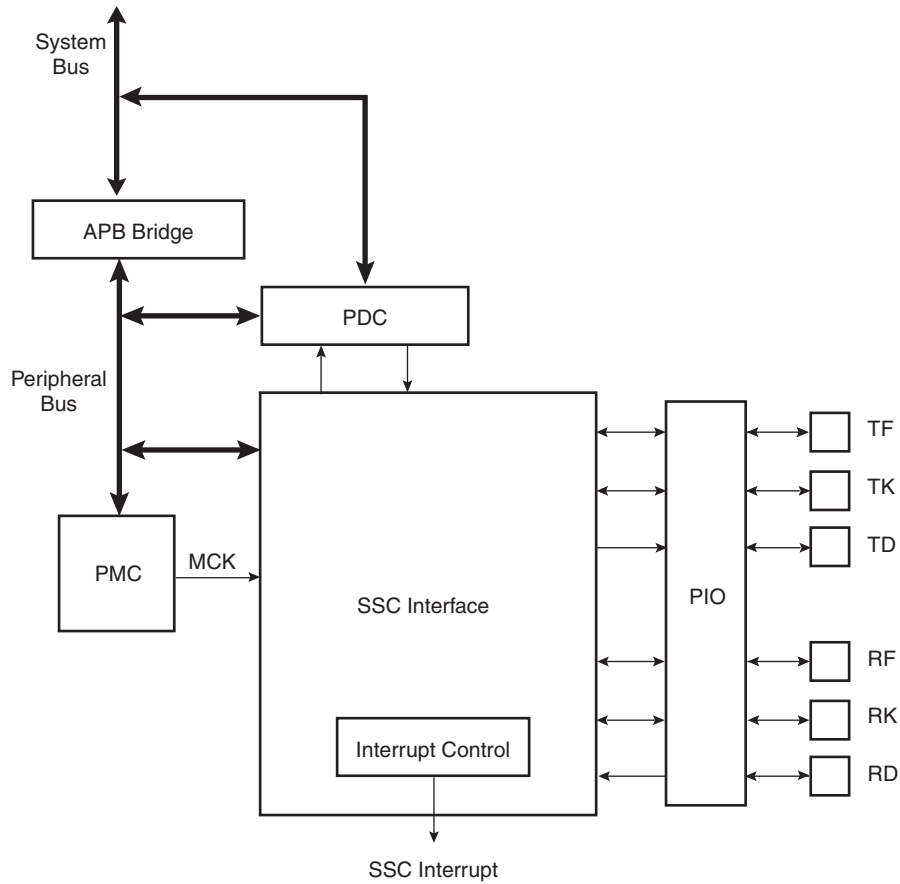 System
Bus
APB Bridge
PDC
Peripheral
Bus
TF
TK
PMC
MCK
TD
SSC Interface
PIO
RF
RK
Interrupt Control
RD
SSC Interrupt